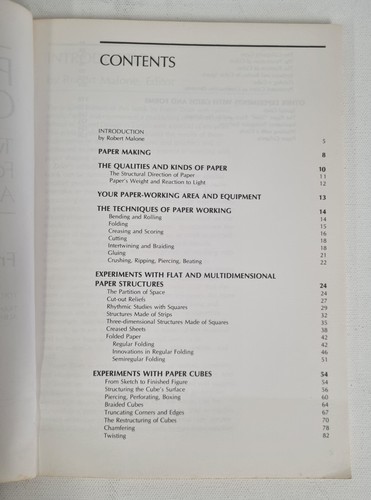 CONTENTS
INTRODUCTION
by Robert Malone 5
PAPER MAKING 8
THE QUALITIES AND KINDS OF PAPER 10
The Structural Direction of Paper 11
Paper's Weight and Reaction to Light 12
YOUR PAPER-WORKING AREA AND EQUIPMENT 13
THE TECHNIQUES OF PAPER WORKING 14
Bending and Rolling 14
Folding 15
Creasing and Scoring 16
Cutting 18
Intertwining and Braiding 18
Gluing 21
Crushing, Ripping, Piercing, Beating 22
EXPERIMENTS WITH FLAT AND MULTIDIMENSIONAL
PAPER STRUCTURES 24
The Partition of Space 24
Cut-out Reliefs 27
Rhythmic Studies with Squares 29
Structures Made of Strips 32
Three-dimensional Structures Made of Squares 35
Creased Sheets 38
Folded Paper 42
Regular Folding 42
Innovations in Regular Folding 46
Semiregular Folding 51
EXPERIMENTS WITH PAPER CUBES 54
From Sketch to Finished Figure 54
Structuring the Cube's Surface 56
Piercing, Perforating, Boxing 60
Braided Cubes 64
Truncating Corners and Edges 67
The Restructuring of Cubes 70
Chamfering 78
Twisting 82